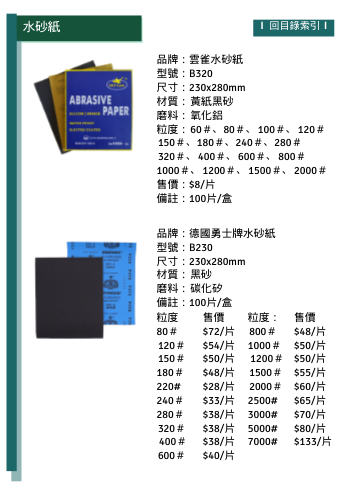 水砂紙
I 回目錄索引 I
ABRASIVE
PAPER
品牌：雲雀水砂紙
型號：B320
尺寸：230x280mm
材質：黃紙黑砂
磨料：氧化鋁
粒度：60＃、80＃、100＃、120＃
150＃、180＃、240＃、280＃
320＃、400＃、600＃、800＃
1000＃、1200＃、1500＃、2000＃
售價：$8/片
備註：100片/盒
品牌：德國勇士牌水砂紙
型號：B230
尺寸：230x280mm
材質：黑砂
磨料：碳化矽
備註：100片/盒
粒度 售價 粒度： 售價
80＃ $72/片 800＃ $48/片
120＃ $54/片 1000＃ $50/片
150＃ $50/片 1200＃ $50/片
180＃ $48/片 1500＃ $55/片
220# $28/片 2000＃ $60/片
240＃ $33/片 2500# $65/片
280＃ $38/片 3000# $70/片
320＃ $38/片 5000# $80/片
400＃ $38/片 7000# $133/片
600＃ $40/片